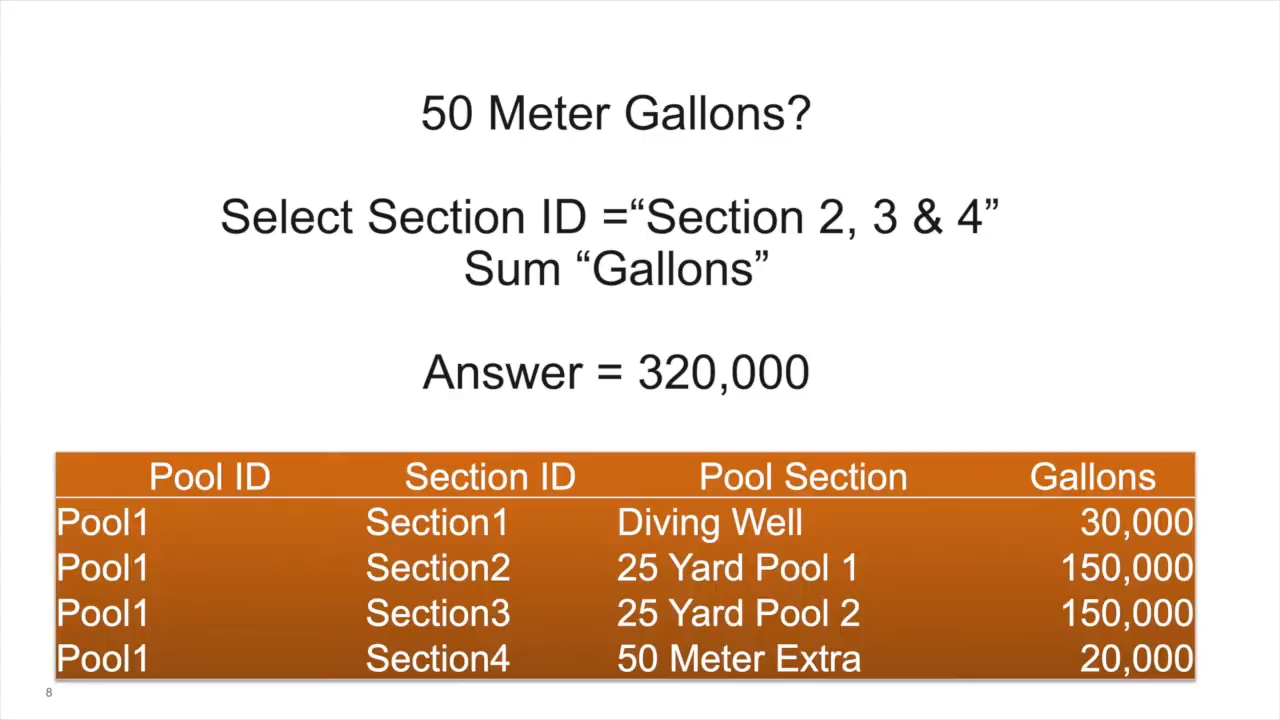 50 Meter Gallons?
Select Section ID =“Section 2, 3 & 4”
Sum “Gallons”
Answer = 320,000
Pool ID Section ID Pool Section Gallons
Pool1 Section1 Diving Well 30,000
Pool1 Section2 25 Yard Pool 1 150,000
Pool1 Section3 25 Yard Pool 2 150,000
Pool1 Section4 50 Meter Extra 20,000
8